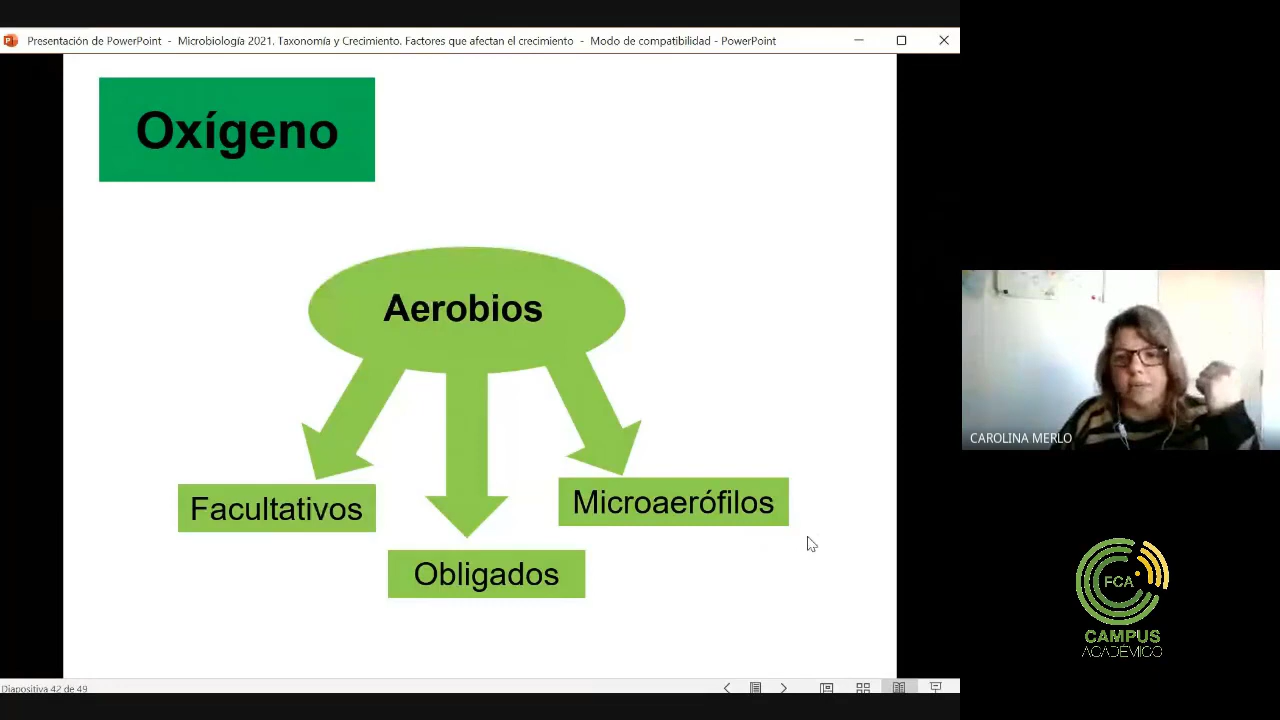 Presentación de PowerPoint - Microbiología 2021. Taxonomía y Crecimiento. Factores que afectan el crecimiento - Modo de compatibilidad - PowerPoint
Oxígeno
Aerobios
Facultativos
Microaerófilos
Obligados
CAROLINA MERLO
FCA
CAMPUS
ACADÉMICO
Diapositiva 42 de 49